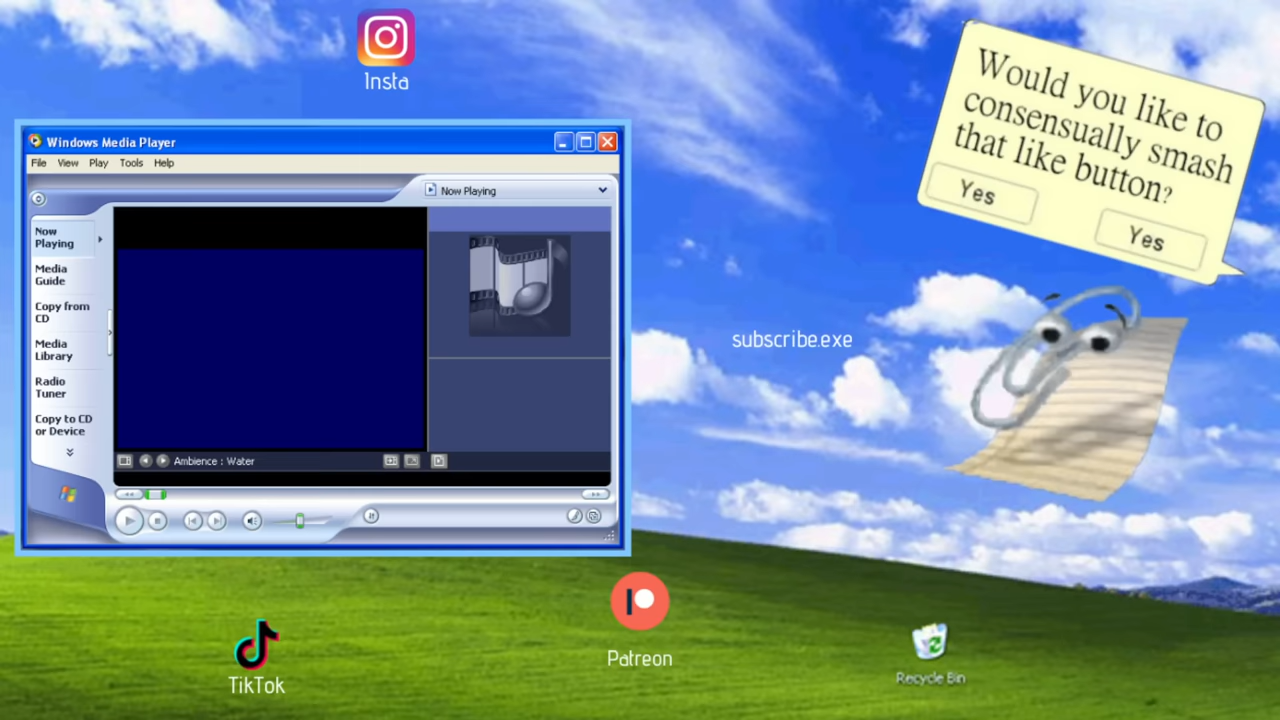 Insta
Windows Media Player
File View Play Tools Help
Now Playing
Now
Playing
Media
Guide
Copy from
CD
Media
Library
Radio
Tuner
Copy to CD
or Device
Ambience : Water
Would you like to
consensually smash
that like button?
Yes
Yes
subscribe.exe
TikTok
Patreon
Recycle Bin